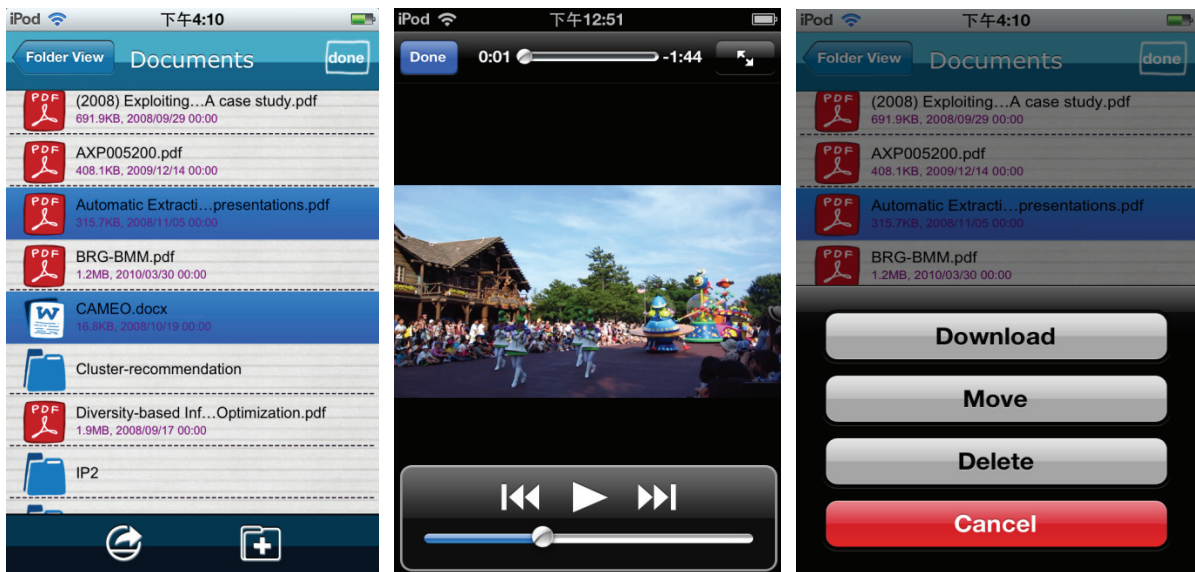 iPod 下午4:10
Folder View Documents done
PDF (2008) Exploiting…A case study.pdf
691.9KB, 2008/09/29 00:00
PDF AXP005200.pdf
408.1KB, 2009/12/14 00:00
PDF Automatic Extracti…presentations.pdf
315.7KB, 2008/11/05 00:00
PDF BRG-BMM.pdf
1.2MB, 2010/03/30 00:00
W CAMEO.docx
16.8KB, 2008/10/19 00:00
Cluster-recommendation
PDF Diversity-based Inf…Optimization.pdf
1.9MB, 2008/09/17 00:00
IP2
iPod 下午12:51
Done 0:01 -1:44
iPod 下午4:10
Folder View Documents done
PDF (2008) Exploiting…A case study.pdf
691.9KB, 2008/09/29 00:00
PDF AXP005200.pdf
408.1KB, 2009/12/14 00:00
PDF Automatic Extracti…presentations.pdf
315.7KB, 2008/11/05 00:00
PDF BRG-BMM.pdf
1.2MB, 2010/03/30 00:00
Download
Move
Delete
Cancel